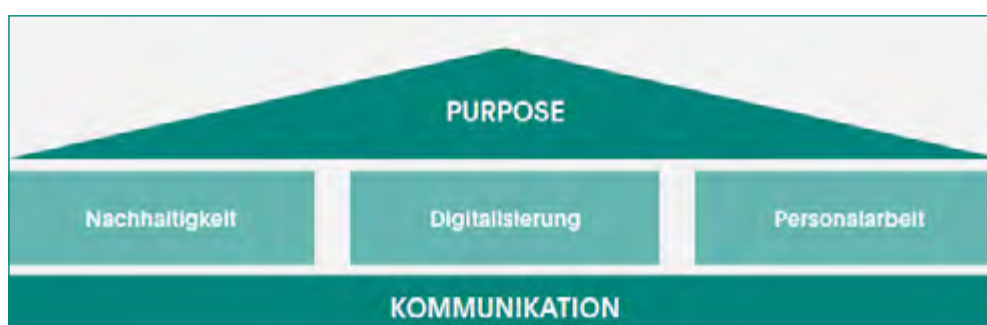 PURPOSE
Nachhaltigkeit
Digitalisierung
Personalarbeit
KOMMUNIKATION